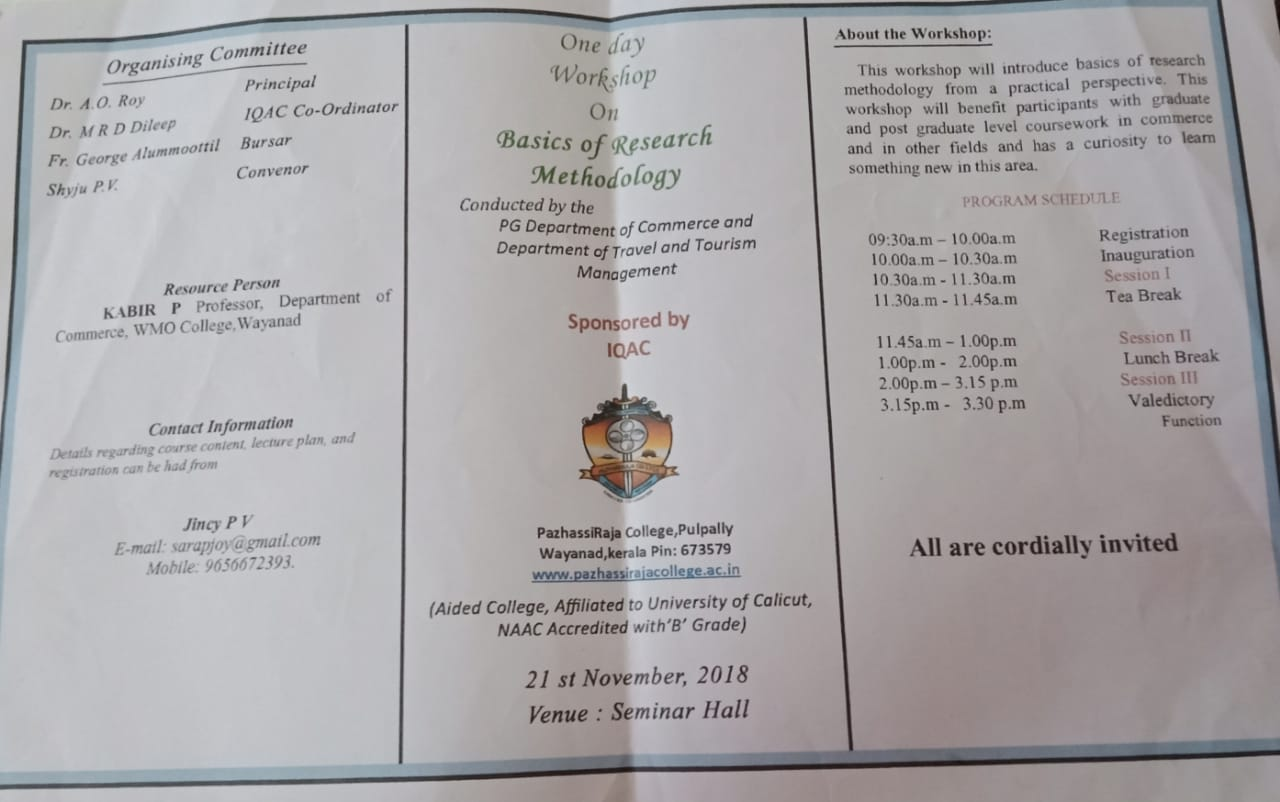 Organising Committee
Dr. A.O. Roy Principal
Dr. M R D Dileep IQAC Co-Ordinator
Fr. George Alummoottil Bursar
Shyju P.V. Convenor
Resource Person
KABIR P Professor, Department of
Commerce, WMO College,Wayanad
Contact Information
Details regarding course content, lecture plan, and
registration can be had from
Jincy P V
E-mail: sarapjoy@gmail.com
Mobile: 9656672393.
One day
Workshop
On
Basics of Research
Methodology
Conducted by the
PG Department of Commerce and
Department of Travel and Tourism
Management
Sponsored by
IQAC
PazhassiRaja College,Pulpally
Wayanad,kerala Pin: 673579
www.pazhassirajacollege.ac.in
(Aided College, Affiliated to University of Calicut,
NAAC Accredited with'B' Grade)
21 st November, 2018
Venue : Seminar Hall
About the Workshop:
This workshop will introduce basics of research
methodology from a practical perspective. This
workshop will benefit participants with graduate
and post graduate level coursework in commerce
and in other fields and has a curiosity to learn
something new in this area.
PROGRAM SCHEDULE
09:30a.m – 10.00a.m Registration
10.00a.m – 10.30a.m Inauguration
10.30a.m - 11.30a.m Session I
11.30a.m - 11.45a.m Tea Break
11.45a.m – 1.00p.m Session II
1.00p.m - 2.00p.m Lunch Break
2.00p.m – 3.15 p.m Session III
3.15p.m - 3.30 p.m Valedictory
Function
All are cordially invited